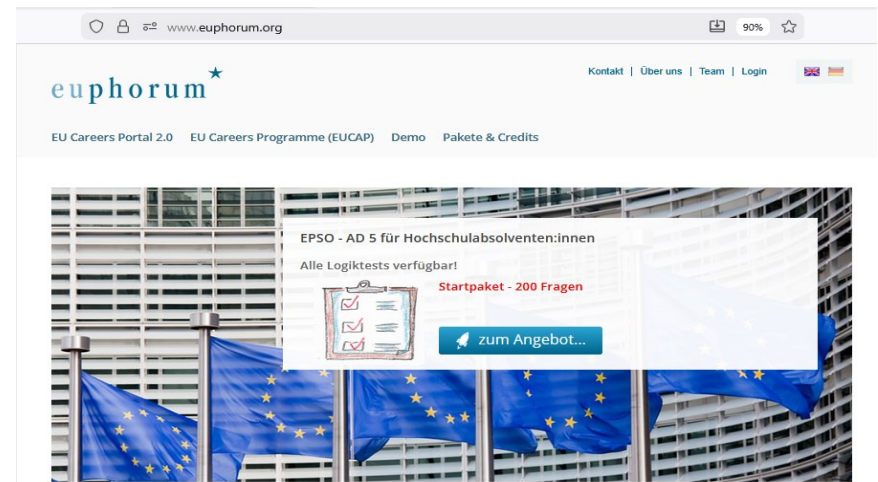 www.euphorum.org
90%
euphorum
Kontakt | Über uns | Team | Login
EU Careers Portal 2.0 EU Careers Programme (EUCAP) Demo Pakete & Credits
EPSO - AD 5 für Hochschulabsolventen:innen
Alle Logiktests verfügbar!
Startpaket - 200 Fragen
zum Angebot...